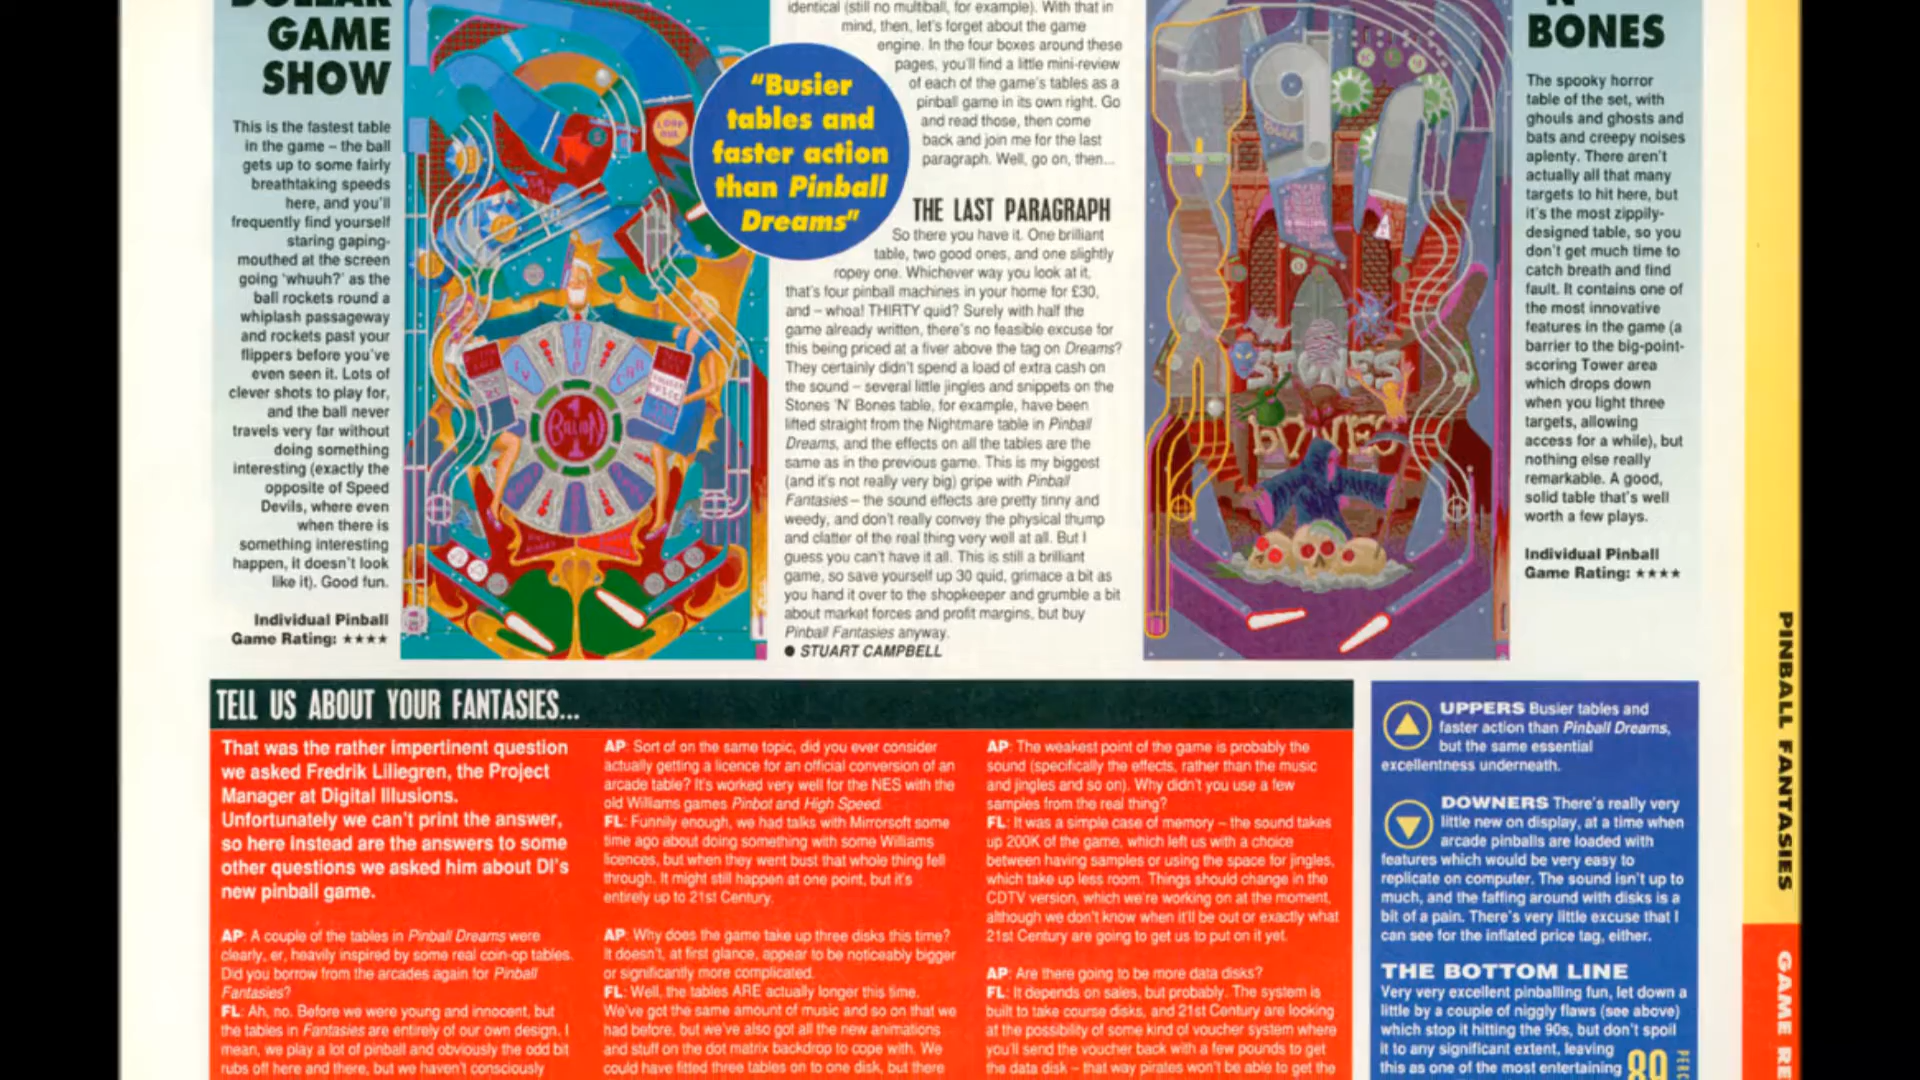 DOLLAR
GAME
SHOW
This is the fastest table
in the game – the ball
gets up to some fairly
breathtaking speeds
here, and you'll
frequently find yourself
staring gaping-
mouthed at the screen
going 'whuuh?' as the
ball rockets round a
whiplash passageway
and rockets past your
flippers before you've
even seen it. Lots of
clever shots to play for,
and the ball never
travels very far without
doing something
interesting (exactly the
opposite of Speed
Devils, where even
when there is
something interesting
happen, it doesn't look
like it). Good fun.
Individual Pinball
Game Rating: ★★★★
TRIP
TV
CAR
1
BILLION
"Busier
tables and
faster action
than Pinball
Dreams"
identical (still no multiball, for example). With that in
mind, then, let's forget about the game
engine. In the four boxes around these
pages, you'll find a little mini-review
of each of the game's tables as a
pinball game in its own right. Go
and read those, then come
back and join me for the last
paragraph. Well, go on, then...
THE LAST PARAGRAPH
So there you have it. One brilliant
table, two good ones, and one slightly
ropey one. Whichever way you look at it,
that's four pinball machines in your home for £30,
and – whoa! THIRTY quid? Surely with half the
game already written, there's no feasible excuse for
this being priced at a fiver above the tag on Dreams?
They certainly didn't spend a load of extra cash on
the sound – several little jingles and snippets on the
Stones 'N' Bones table, for example, have been
lifted straight from the Nightmare table in Pinball
Dreams, and the effects on all the tables are the
same as in the previous game. This is my biggest
(and it's not really very big) gripe with Pinball
Fantasies – the sound effects are pretty tinny and
weedy, and don't really convey the physical thump
and clatter of the real thing very well at all. But I
guess you can't have it all. This is still a brilliant
game, so save yourself up 30 quid, grimace a bit as
you hand it over to the shopkeeper and grumble a bit
about market forces and profit margins, but buy
Pinball Fantasies anyway.
● STUART CAMPBELL
TOWER
STONES
BONES
'N'
BONES
The spooky horror
table of the set, with
ghouls and ghosts and
bats and creepy noises
aplenty. There aren't
actually all that many
targets to hit here, but
it's the most zippily-
designed table, so you
don't get much time to
catch breath and find
fault. It contains one of
the most innovative
features in the game (a
barrier to the big-point-
scoring Tower area
which drops down
when you light three
targets, allowing
access for a while), but
nothing else really
remarkable. A good,
solid table that's well
worth a few plays.
Individual Pinball
Game Rating: ★★★★
TELL US ABOUT YOUR FANTASIES...
That was the rather impertinent question
we asked Fredrik Liliegren, the Project
Manager at Digital Illusions.
Unfortunately we can't print the answer,
so here instead are the answers to some
other questions we asked him about DI's
new pinball game.
AP: A couple of the tables in Pinball Dreams were
clearly, er, heavily inspired by some real coin-op tables.
Did you borrow from the arcades again for Pinball
Fantasies?
FL: Ah, no. Before we were young and innocent, but
the tables in Fantasies are entirely of our own design. I
mean, we play a lot of pinball and obviously the odd bit
rubs off here and there, but we haven't consciously
AP: Sort of on the same topic, did you ever consider
actually getting a licence for an official conversion of an
arcade table? It's worked very well for the NES with the
old Williams games Pinbot and High Speed.
FL: Funnily enough, we had talks with Mirrorsoft some
time ago about doing something with some Williams
licences, but when they went bust that whole thing fell
through. It might still happen at one point, but it's
entirely up to 21st Century.
AP: Why does the game take up three disks this time?
It doesn't, at first glance, appear to be noticeably bigger
or significantly more complicated.
FL: Well, the tables ARE actually longer this time.
We've got the same amount of music and so on that we
had before, but we've also got all the new animations
and stuff on the dot matrix backdrop to cope with. We
could have fitted three tables on to one disk, but there
AP: The weakest point of the game is probably the
sound (specifically the effects, rather than the music
and jingles and so on). Why didn't you use a few
samples from the real thing?
FL: It was a simple case of memory – the sound takes
up 200K of the game, which left us with a choice
between having samples or using the space for jingles,
which take up less room. Things should change in the
CDTV version, which we're working on at the moment,
although we don't know when it'll be out or exactly what
21st Century are going to get us to put on it yet.
AP: Are there going to be more data disks?
FL: It depends on sales, but probably. The system is
built to take course disks, and 21st Century are looking
at the possibility of some kind of voucher system where
you'll send the voucher back with a few pounds to get
the data disk – that way pirates won't be able to get the
UPPERS Busier tables and
faster action than Pinball Dreams,
but the same essential
excellentness underneath.
DOWNERS There's really very
little new on display, at a time when
arcade pinballs are loaded with
features which would be very easy to
replicate on computer. The sound isn't up to
much, and the faffing around with disks is a
bit of a pain. There's very little excuse that I
can see for the inflated price tag, either.
THE BOTTOM LINE
Very very excellent pinballing fun, let down a
little by a couple of niggly flaws (see above)
which stop it hitting the 90s, but don't spoil
it to any significant extent, leaving
this as one of the most entertaining
89
PERC
PINBALL FANTASIES
GAME RE